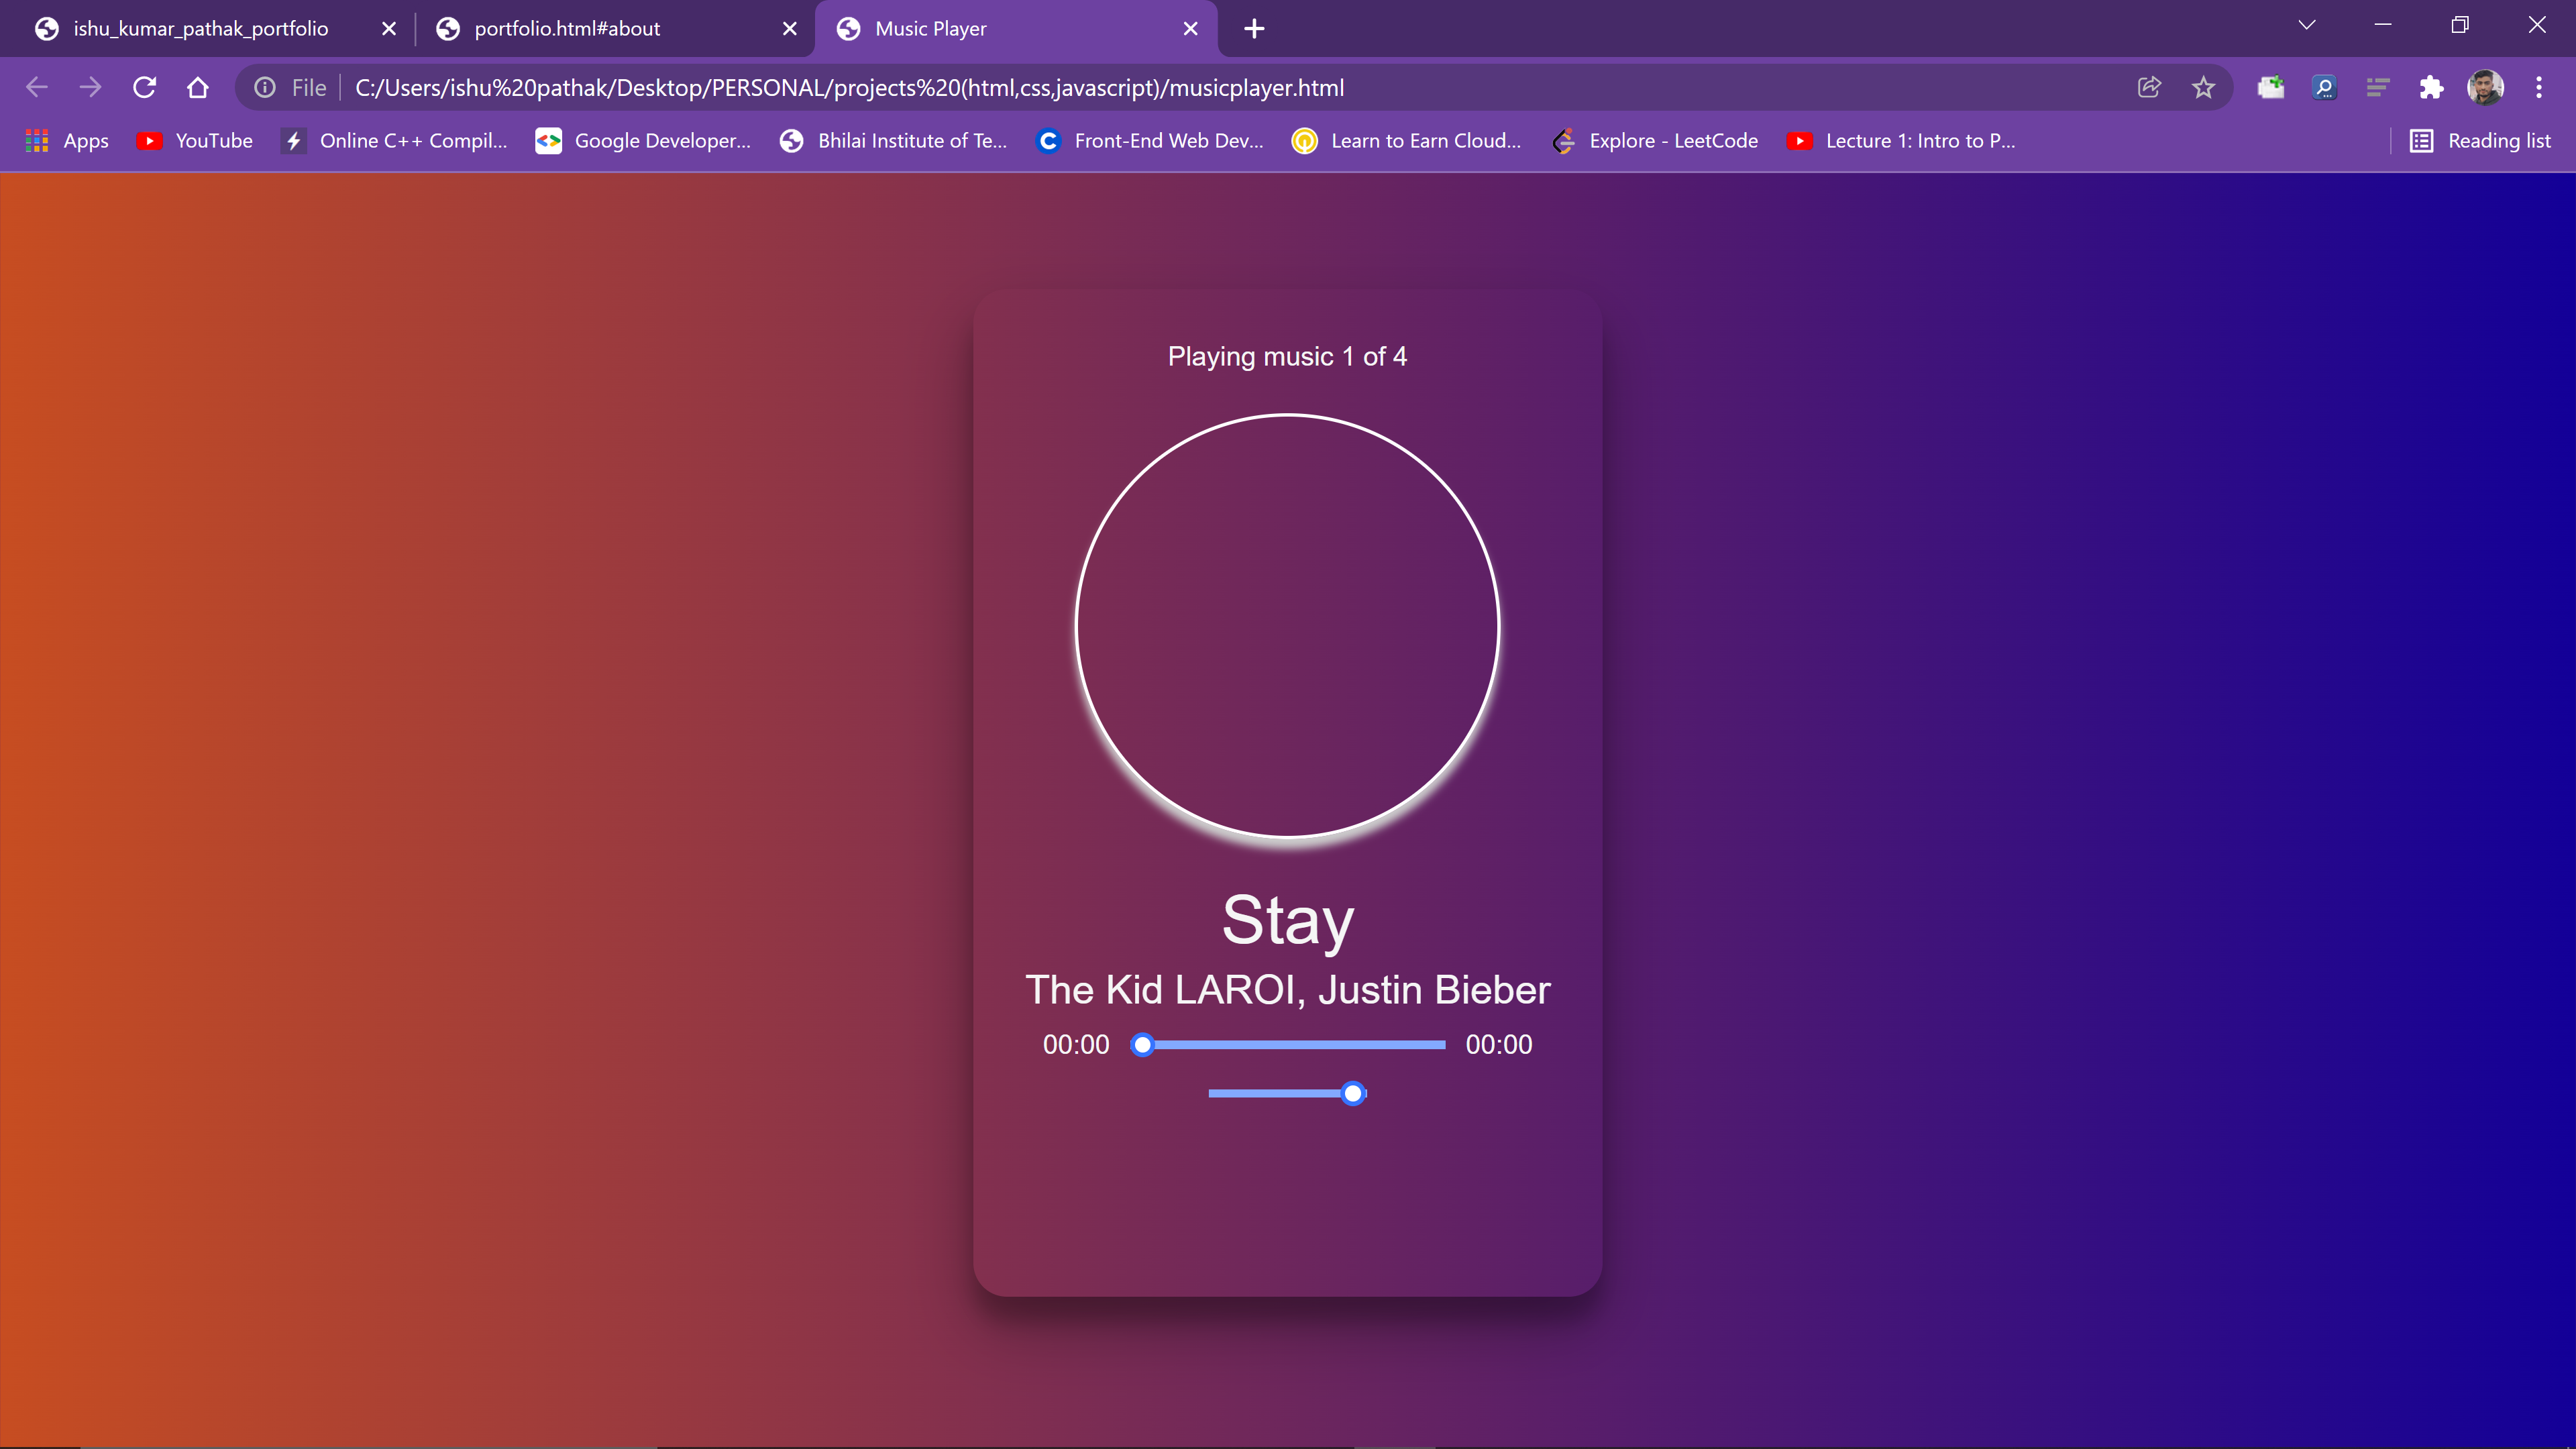 ishu_kumar_pathak_portfolio
portfolio.html#about
Music Player
File
C:/Users/ishu%20pathak/Desktop/PERSONAL/projects%20(html,css,javascript)/musicplayer.html
Apps
YouTube
Online C++ Compil...
Google Developer...
Bhilai Institute of Te...
Front-End Web Dev...
Learn to Earn Cloud...
Explore - LeetCode
Lecture 1: Intro to P...
Reading list
Playing music 1 of 4
Stay
The Kid LAROI, Justin Bieber
00:00
00:00